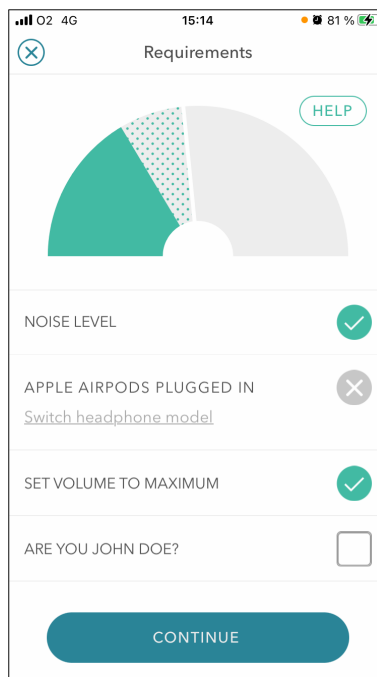 O2 4G 15:14 81 %
Requirements
HELP
NOISE LEVEL
APPLE AIRPODS PLUGGED IN
Switch headphone model
SET VOLUME TO MAXIMUM
ARE YOU JOHN DOE?
CONTINUE